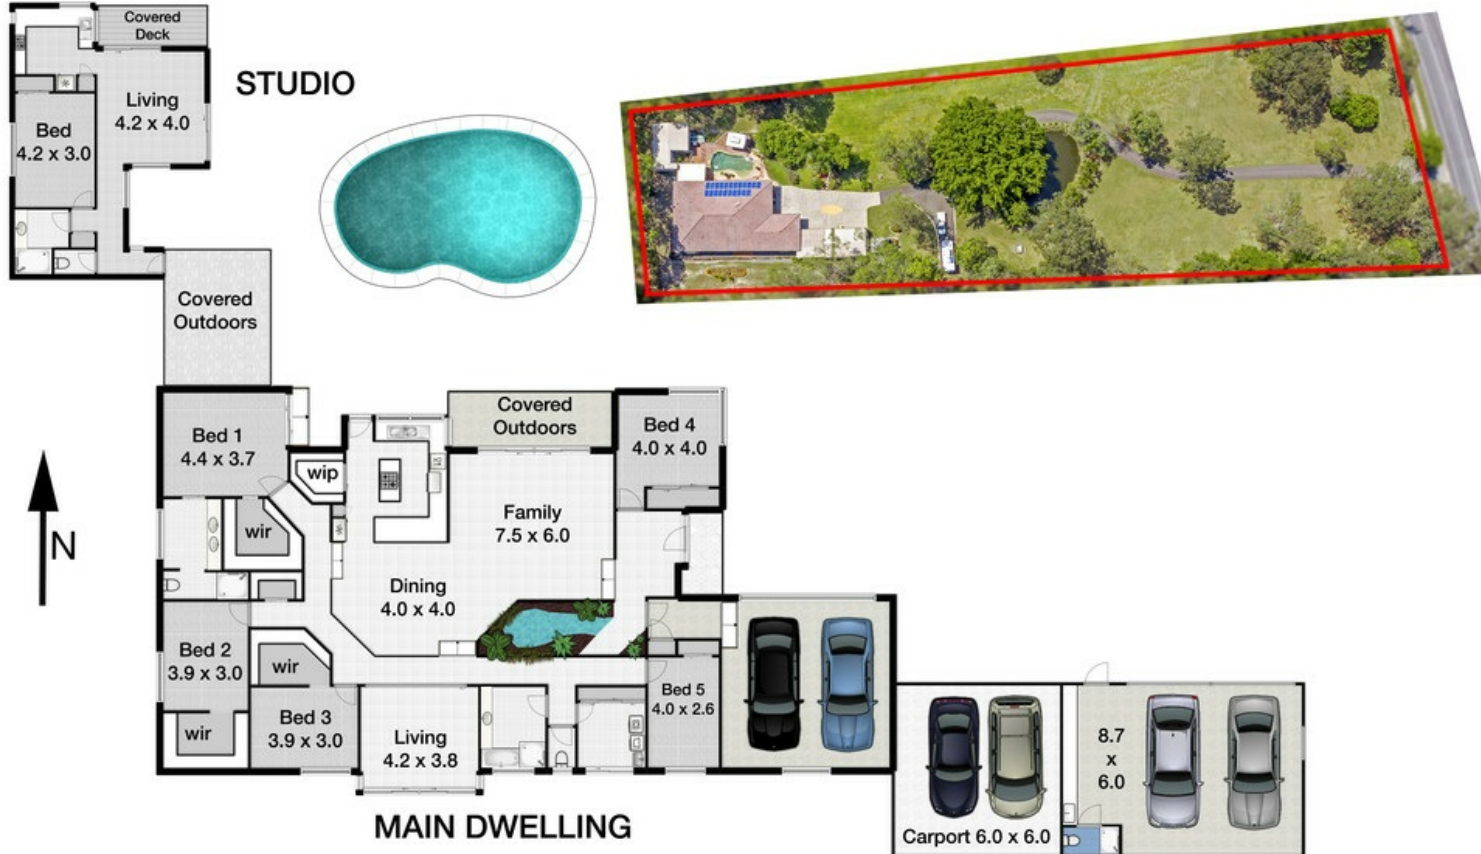 Covered
Deck
STUDIO
Living
4.2 x 4.0
Bed
4.2 x 3.0
Covered
Outdoors
Covered
Outdoors
Bed 4
4.0 x 4.0
Bed 1
4.4 x 3.7
wip
Family
7.5 x 6.0
wir
N
Dining
4.0 x 4.0
Bed 2
3.9 x 3.0
wir
Bed 5
4.0 x 2.6
Bed 3
3.9 x 3.0
wir
Living
4.2 x 3.8
8.7
x
6.0
MAIN DWELLING
Carport 6.0 x 6.0